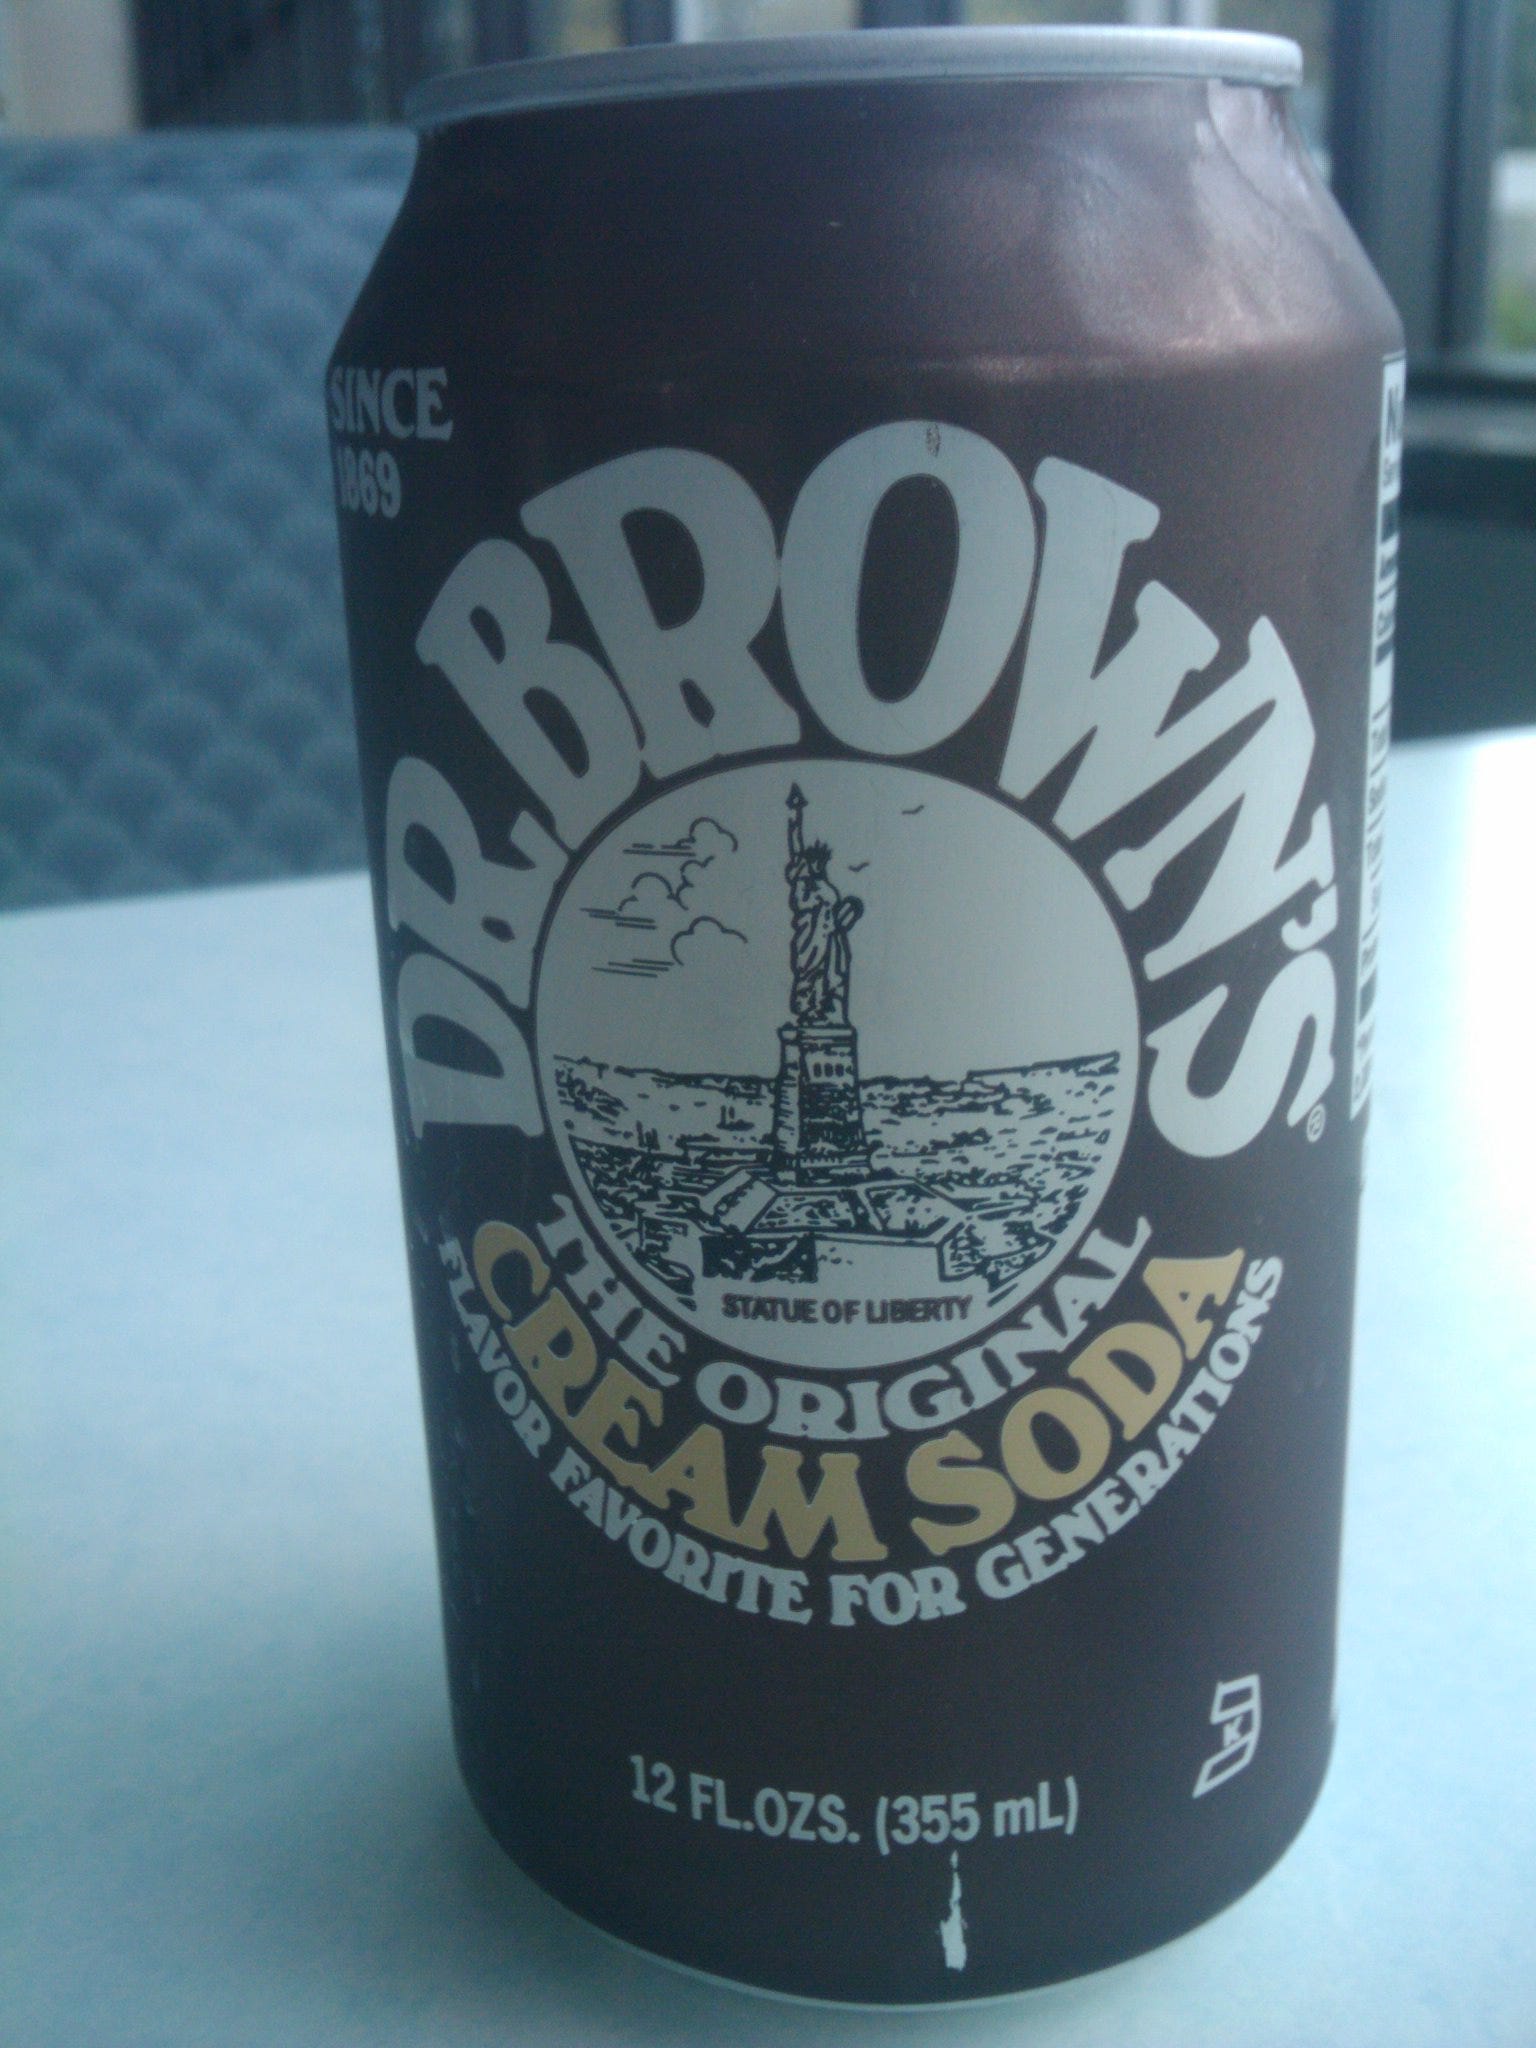 SINCE
1869
DR. BROWN'S
®
STATUE OF LIBERTY
THE ORIGINAL
CREAM SODA
FLAVOR FAVORITE FOR GENERATIONS
K
12 FL.OZS. (355 mL)